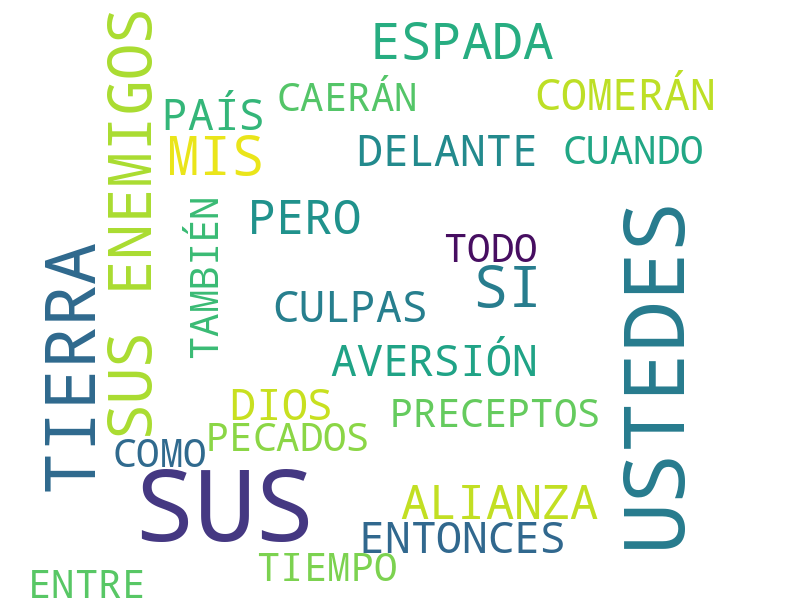 ESPADA
CAERÁN
COMERÁN
PAÍS
MIS
DELANTE
CUANDO
SUS ENEMIGOS
PERO
TAMBIÉN
TODO
SI
TIERRA
CULPAS
USTEDES
AVERSIÓN
DIOS
PRECEPTOS
PECADOS
COMO
SUS
ALIANZA
ENTONCES
TIEMPO
ENTRE